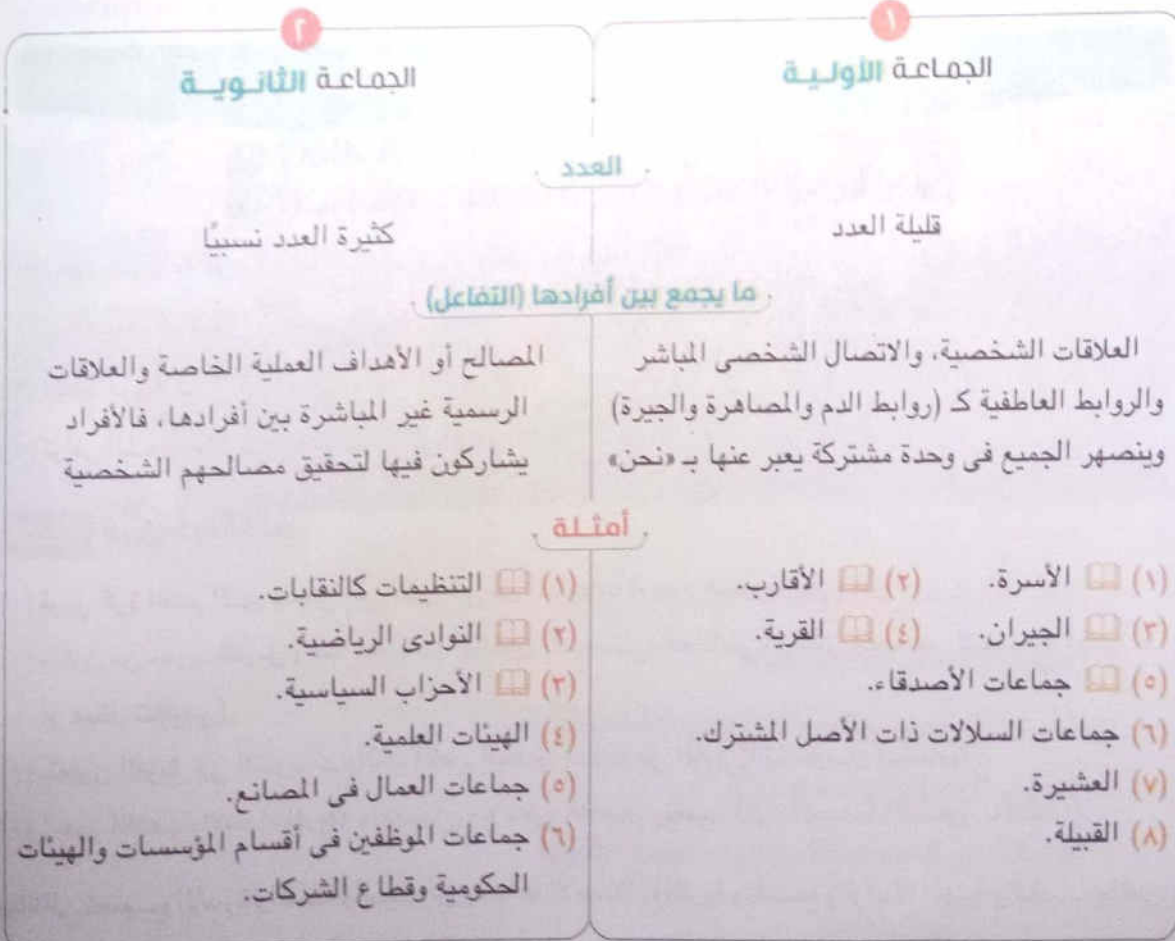 ١
الجماعة الأولية
٢
الجماعة الثانوية
العدد
قليلة العدد
كثيرة العدد نسبيًا
ما يجمع بين أفرادها (التفاعل)
العلاقات الشخصية، والاتصال الشخصى المباشر
والروابط العاطفية كـ (روابط الدم والمصاهرة والجيرة)
وينصهر الجميع فى وحدة مشتركة يعبر عنها بـ «نحن»
المصالح أو الأهداف العملية الخاصة والعلاقات
الرسمية غير المباشرة بين أفرادها، فالأفراد
يشاركون فيها لتحقيق مصالحهم الشخصية
أمثلة
(١) الأسرة. (٢) الأقارب.
(٣) الجيران. (٤) القرية.
(٥) جماعات الأصدقاء.
(٦) جماعات السلالات ذات الأصل المشترك.
(٧) العشيرة.
(٨) القبيلة.
(١) التنظيمات كالنقابات.
(٢) النوادى الرياضية.
(٣) الأحزاب السياسية.
(٤) الهيئات العلمية.
(٥) جماعات العمال فى المصانع.
(٦) جماعات الموظفين فى أقسام المؤسسات والهيئات
الحكومية وقطاع الشركات.